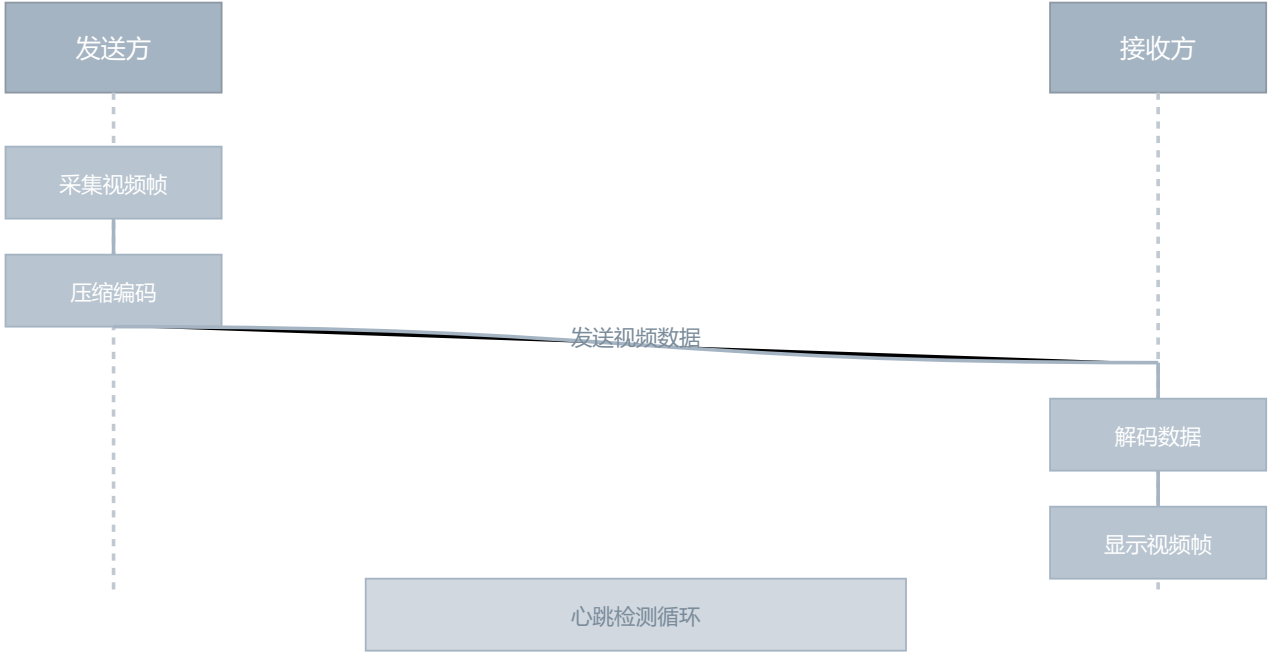 发送方
接收方
采集视频帧
压缩编码
发送视频数据
解码数据
显示视频帧
心跳检测循环